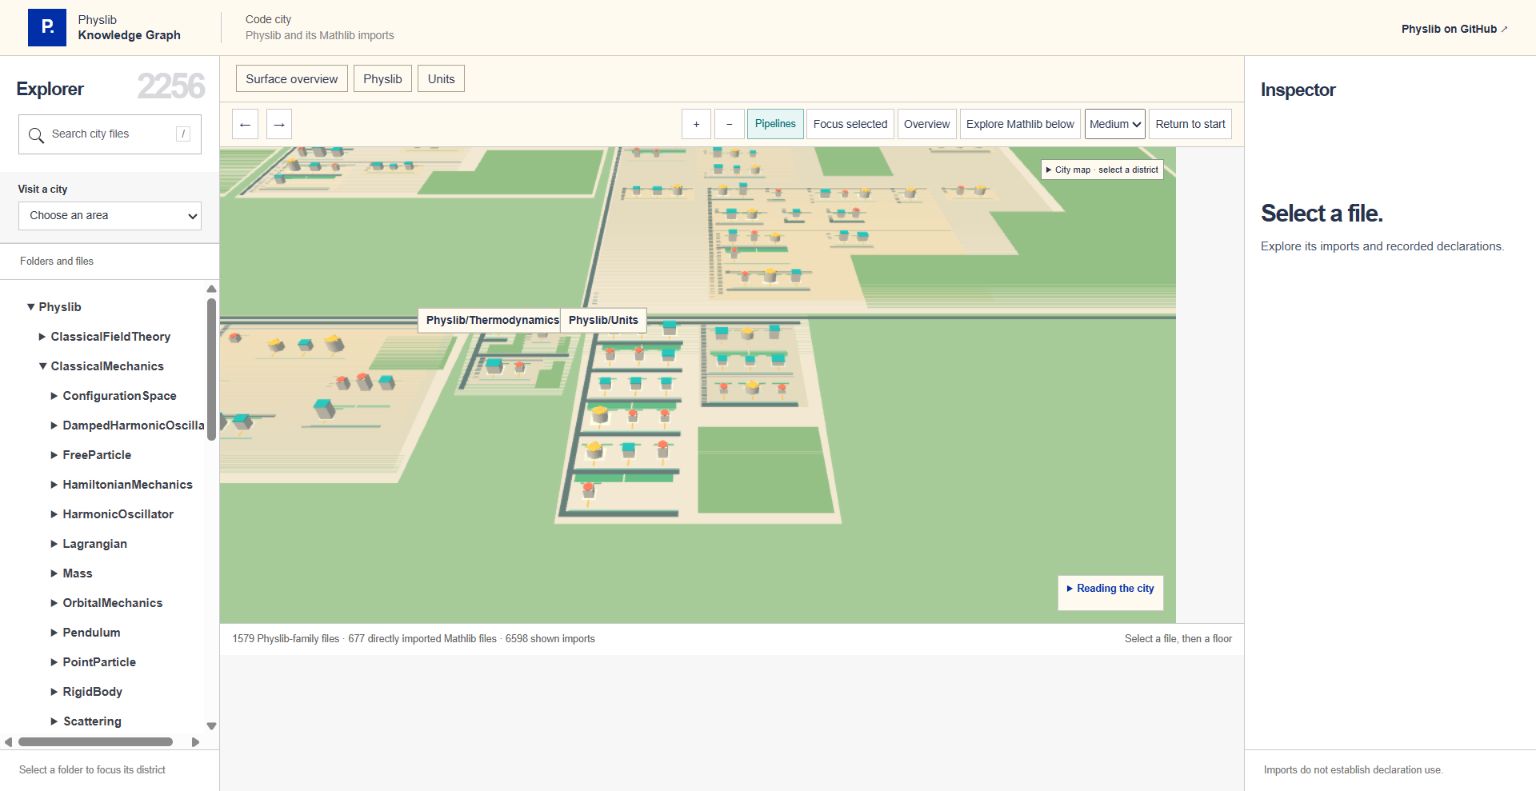 P.
Physlib
Knowledge Graph
Code city
Physlib and its Mathlib imports
Physlib on GitHub ↗
Explorer
2256
Search city files
/
Visit a city
Choose an area
Folders and files
▼ Physlib
▶ ClassicalFieldTheory
▼ ClassicalMechanics
▶ ConfigurationSpace
▶ DampedHarmonicOscilla
▶ FreeParticle
▶ HamiltonianMechanics
▶ HarmonicOscillator
▶ Lagrangian
▶ Mass
▶ OrbitalMechanics
▶ Pendulum
▶ PointParticle
▶ RigidBody
▶ Scattering
Select a folder to focus its district
Surface overview
Physlib
Units
← →
+ − Pipelines Focus selected Overview Explore Mathlib below Medium Return to start
▶ City map · select a district
Physlib/Thermodynamics
Physlib/Units
▶ Reading the city
1579 Physlib-family files · 677 directly imported Mathlib files · 6598 shown imports
Select a file, then a floor
Inspector
Select a file.
Explore its imports and recorded declarations.
Imports do not establish declaration use.